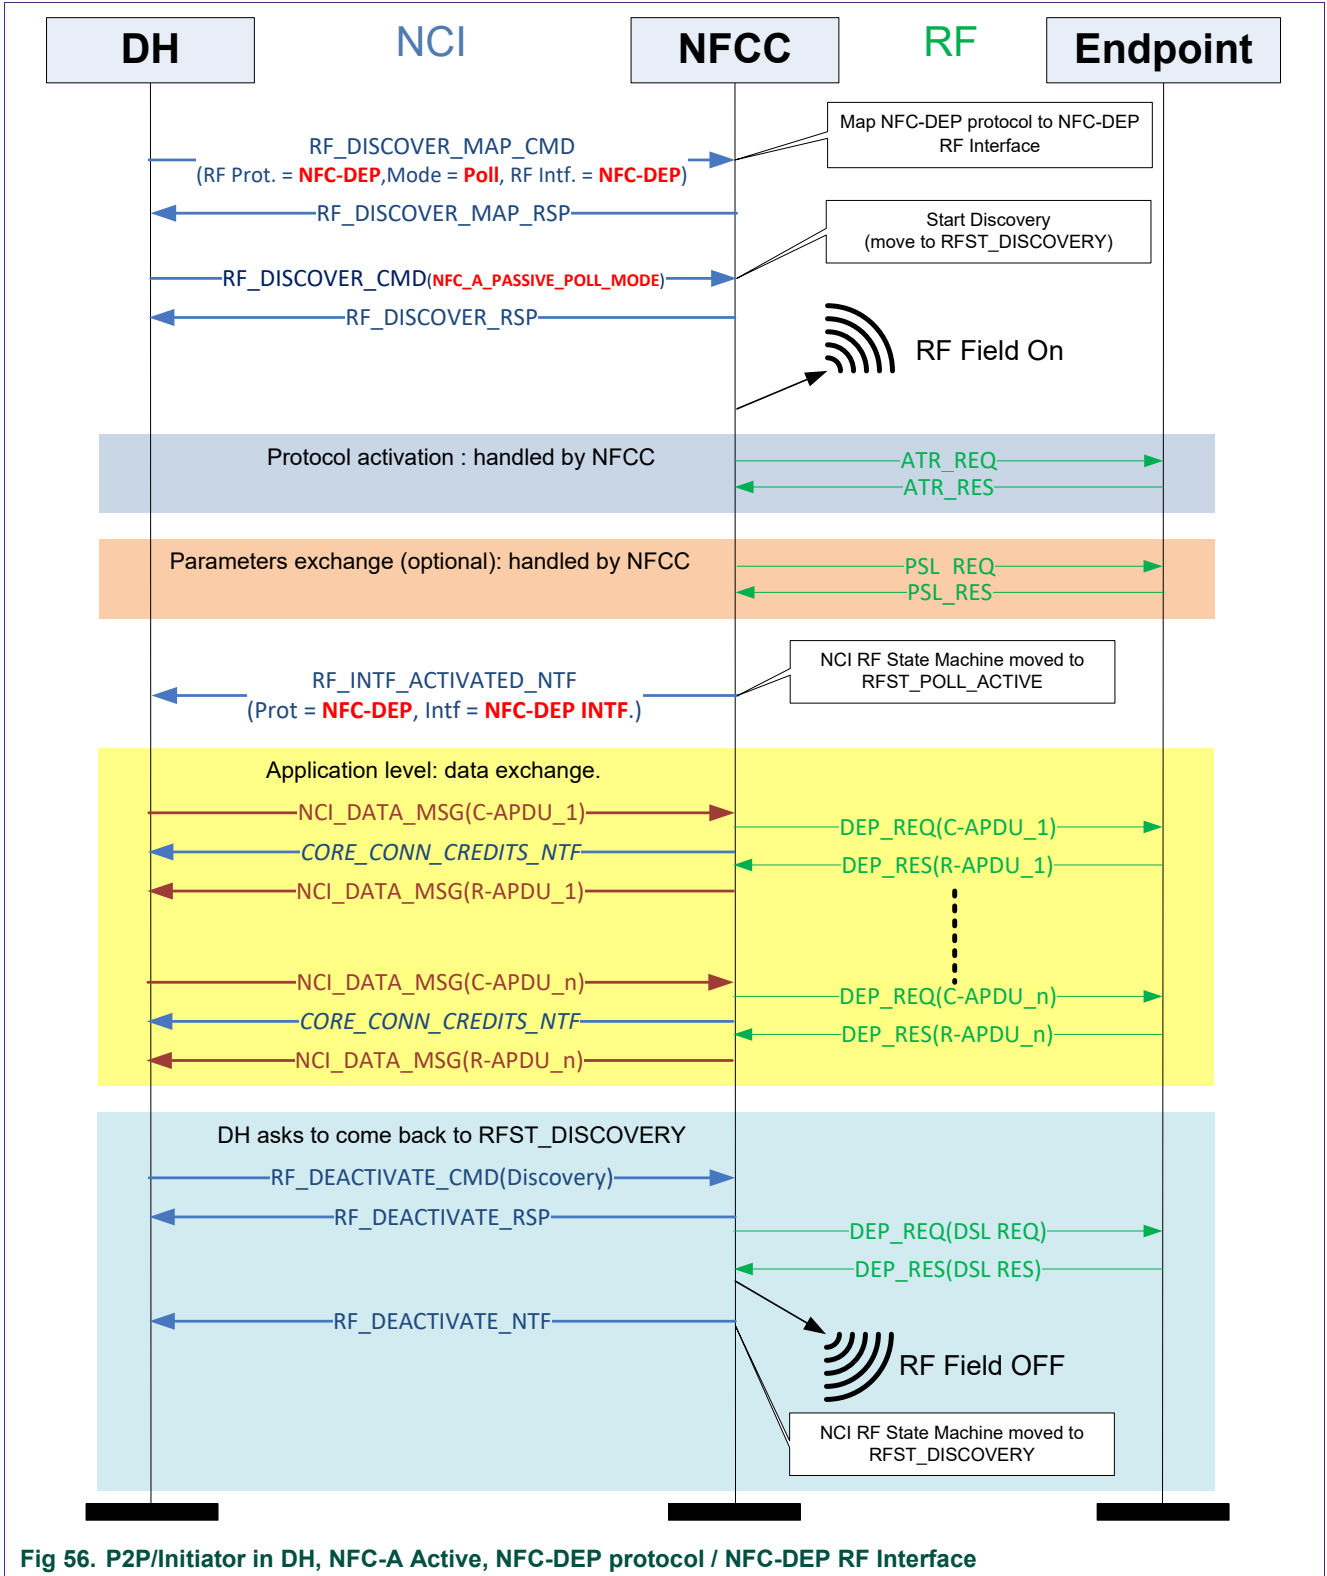 DH
NCI
NFCC
RF
Endpoint
Map NFC-DEP protocol to NFC-DEP
RF Interface
RF_DISCOVER_MAP_CMD
(RF Prot. = NFC-DEP,Mode = Poll, RF Intf. = NFC-DEP)
RF_DISCOVER_MAP_RSP
Start Discovery
(move to RFST_DISCOVERY)
RF_DISCOVER_CMD(NFC_A_PASSIVE_POLL_MODE)
RF_DISCOVER_RSP
RF Field On
Protocol activation : handled by NFCC
ATR_REQ
ATR_RES
Parameters exchange (optional): handled by NFCC
PSL REQ
PSL_RES
NCI RF State Machine moved to
RFST_POLL_ACTIVE
RF_INTF_ACTIVATED_NTF
(Prot = NFC-DEP, Intf = NFC-DEP INTF.)
Application level: data exchange.
NCI_DATA_MSG(C-APDU_1)
DEP_REQ(C-APDU_1)
CORE_CONN_CREDITS_NTF
DEP_RES(R-APDU_1)
NCI_DATA_MSG(R-APDU_1)
NCI_DATA_MSG(C-APDU_n)
DEP_REQ(C-APDU_n)
CORE_CONN_CREDITS_NTF
DEP_RES(R-APDU_n)
NCI_DATA_MSG(R-APDU_n)
DH asks to come back to RFST_DISCOVERY
RF_DEACTIVATE_CMD(Discovery)
RF_DEACTIVATE_RSP
DEP_REQ(DSL REQ)
DEP_RES(DSL RES)
RF_DEACTIVATE_NTF
RF Field OFF
NCI RF State Machine moved to
RFST_DISCOVERY
Fig 56. P2P/Initiator in DH, NFC-A Active, NFC-DEP protocol / NFC-DEP RF Interface